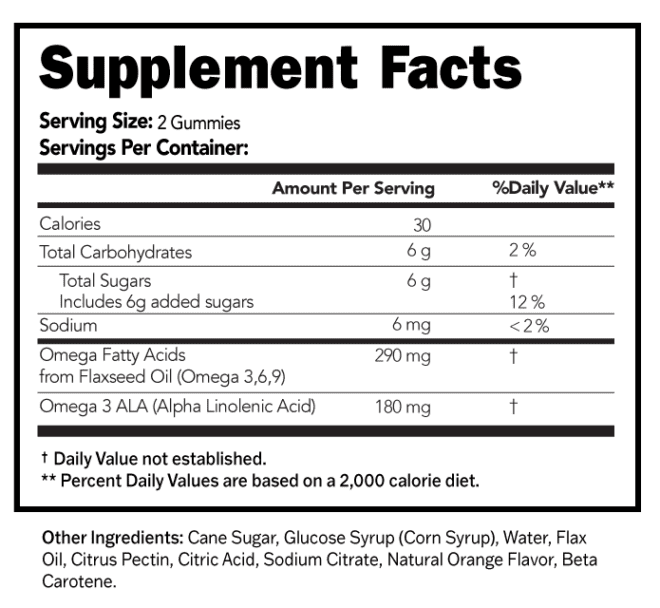 Supplement Facts
Serving Size: 2 Gummies
Servings Per Container:
Amount Per Serving %Daily Value**
Calories 30
Total Carbohydrates 6 g 2 %
Total Sugars 6 g †
Includes 6g added sugars 12 %
Sodium 6 mg <2 %
Omega Fatty Acids 290 mg †
from Flaxseed Oil (Omega 3,6,9)
Omega 3 ALA (Alpha Linolenic Acid) 180 mg †
† Daily Value not established.
** Percent Daily Values are based on a 2,000 calorie diet.
Other Ingredients: Cane Sugar, Glucose Syrup (Corn Syrup), Water, Flax
Oil, Citrus Pectin, Citric Acid, Sodium Citrate, Natural Orange Flavor, Beta
Carotene.